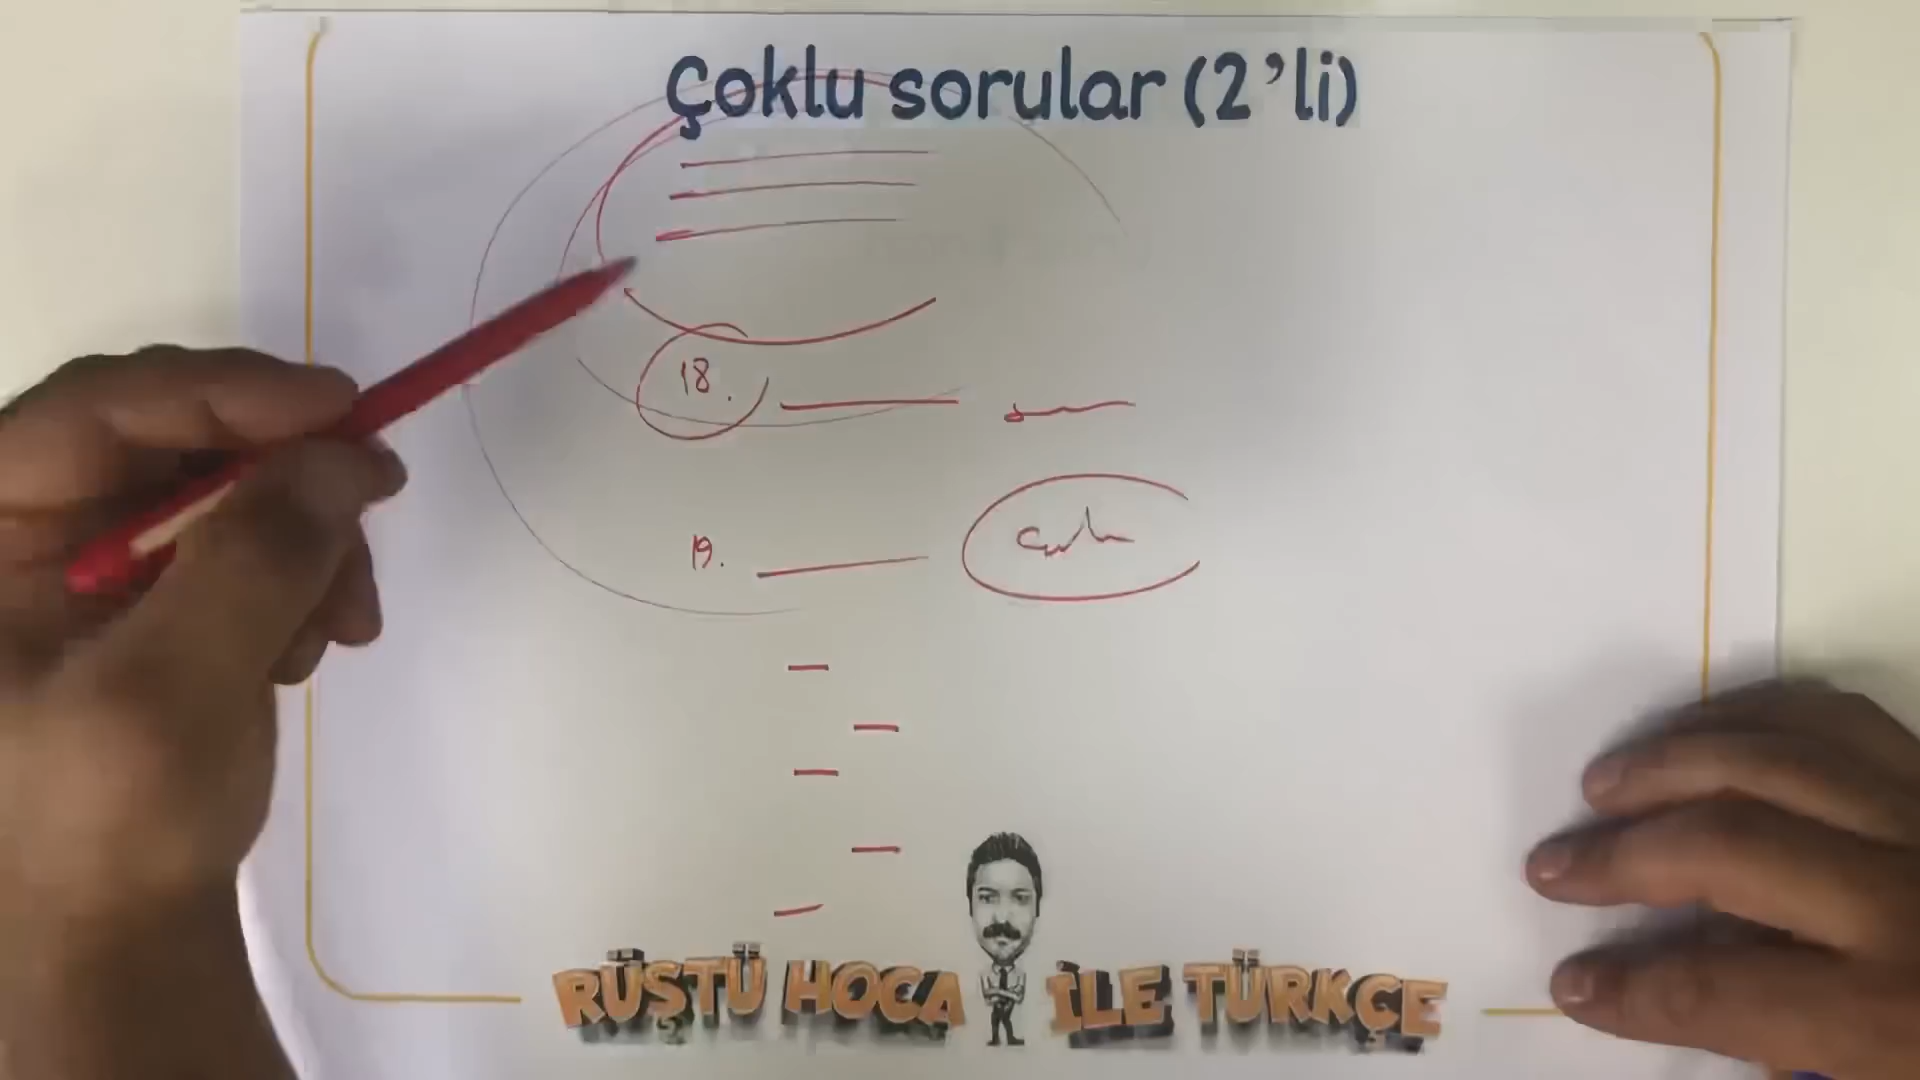 Çoklu sorular (2'li)
18.
19.
RÜŞTÜ HOCA İLE TÜRKÇE